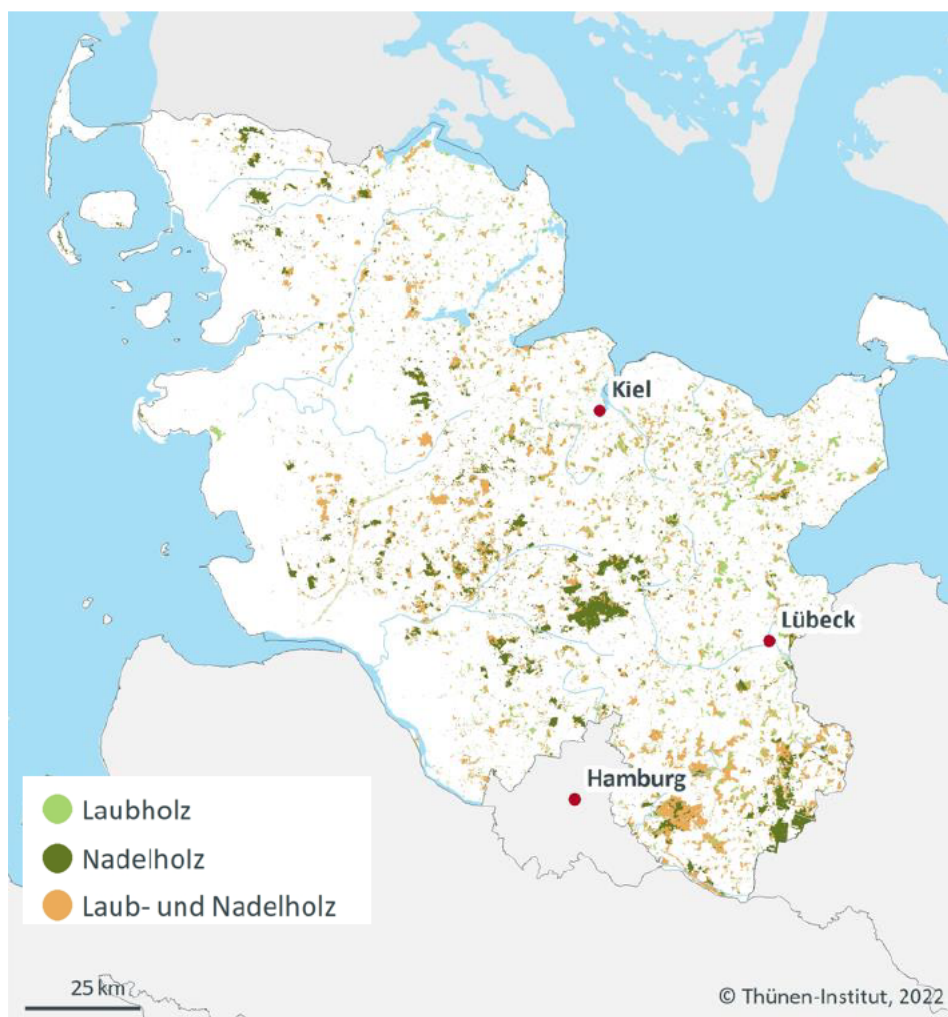 Kiel
Lübeck
Hamburg
Laubholz
Nadelholz
Laub- und Nadelholz
25 km
© Thünen-Institut, 2022